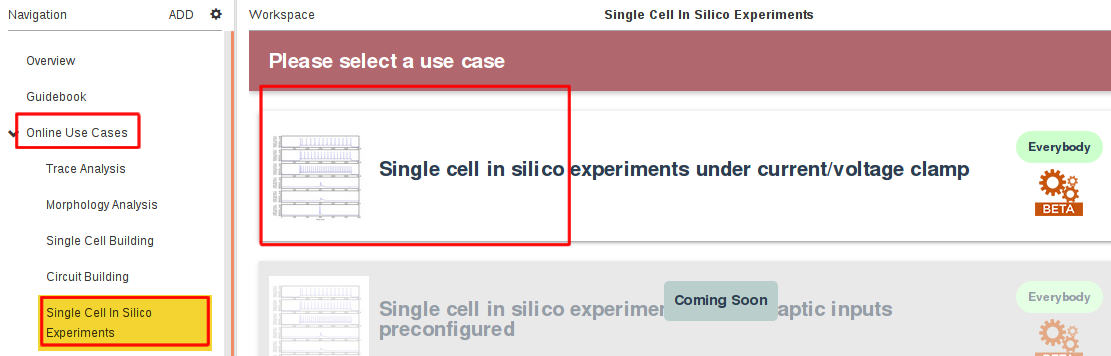 Navigation ADD Workspace Single Cell In Silico Experiments
Overview
Guidebook
Online Use Cases
Trace Analysis
Morphology Analysis
Single Cell Building
Circuit Building
Single Cell In Silico
Experiments
Please select a use case
Single cell in silico experiments under current/voltage clamp
Everybody
BETA
Single cell in silico experimen
Coming Soon
aptic inputs
preconfigured
Everybody